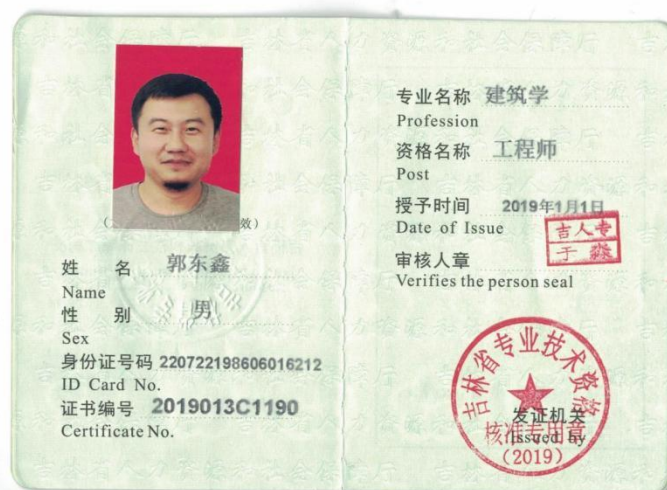 效)
姓 名 郭东鑫
Name
性 别 男
Sex
身份证号码 220722198606016212
ID Card No.
证书编号 2019013C1190
Certificate No.
专业名称 建筑学
Profession
资格名称 工程师
Post
授予时间 2019年1月1日
Date of Issue
吉人专
于淼
审核人章
Verifies the person seal
吉林省专业技术资格
发证机关
核准专用章
Issued by
(2019)